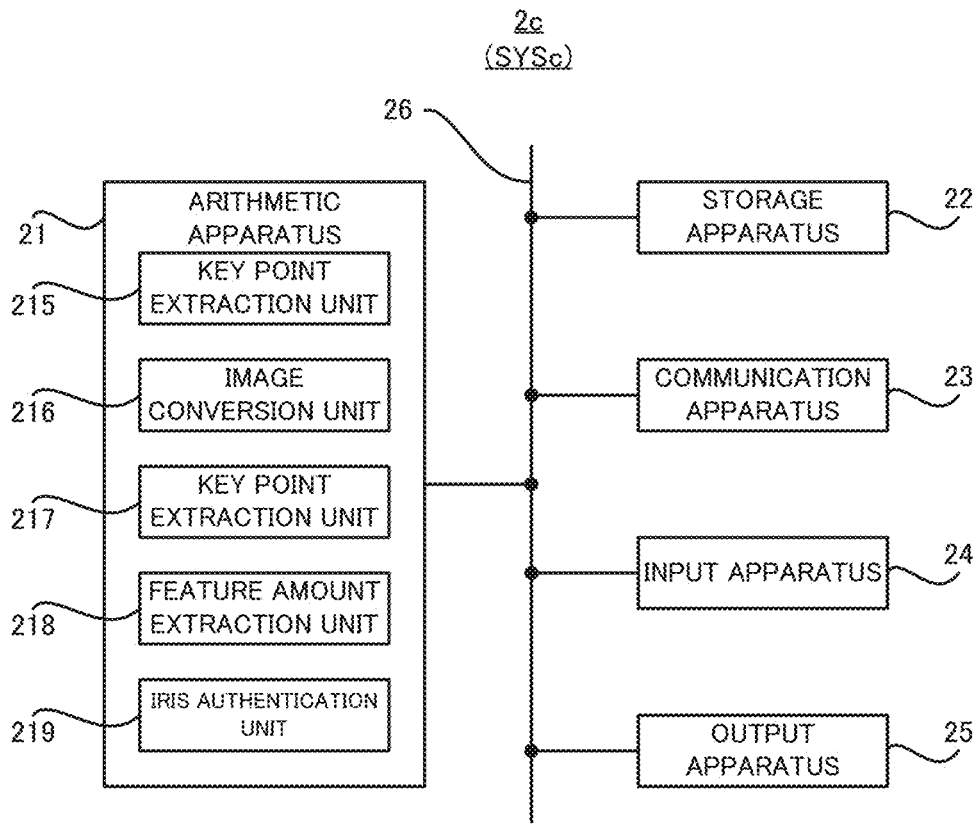 2c
(SYSc)
26
21
ARITHMETIC
APPARATUS
215
KEY POINT
EXTRACTION UNIT
216
IMAGE
CONVERSION UNIT
217
KEY POINT
EXTRACTION UNIT
218
FEATURE AMOUNT
EXTRACTION UNIT
219
IRIS AUTHENTICATION
UNIT
STORAGE
APPARATUS
22
COMMUNICATION
APPARATUS
23
INPUT APPARATUS
24
OUTPUT
APPARATUS
25